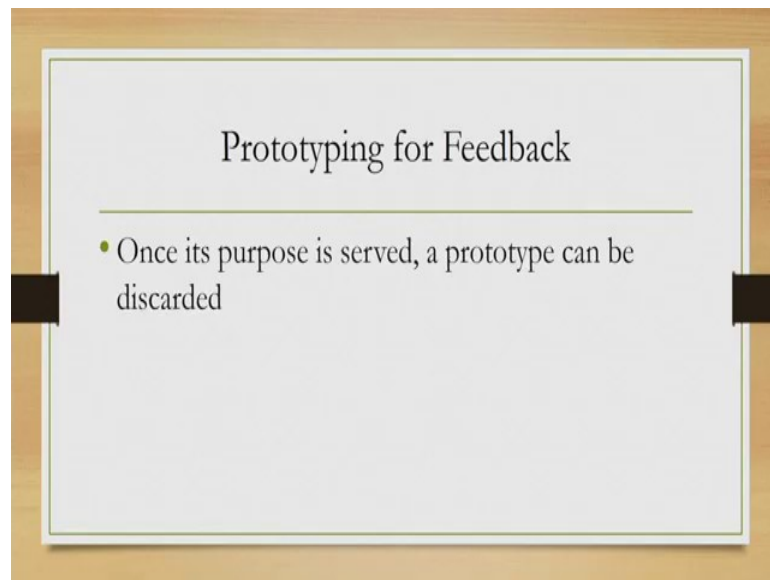 Prototyping for Feedback
• Once its purpose is served, a prototype can be
discarded